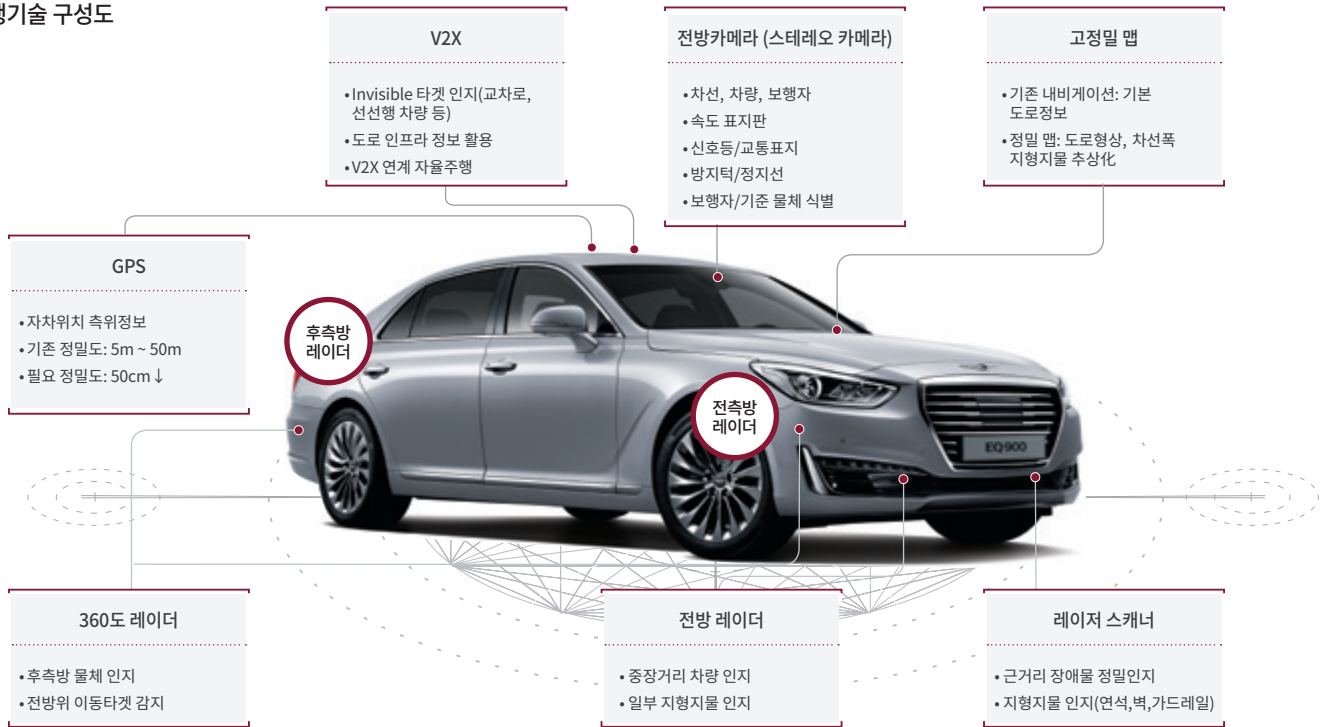 행기술 구성도
V2X
• Invisible 타겟 인지(교차로,
선선행 차량 등)
• 도로 인프라 정보 활용
• V2X 연계 자율주행
전방카메라 (스테레오 카메라)
• 차선, 차량, 보행자
• 속도 표지판
• 신호등/교통표지
• 방지턱/정지선
• 보행자/기준 물체 식별
고정밀 맵
• 기존 내비게이션: 기본
도로정보
• 정밀 맵: 도로형상, 차선폭
지형지물 추상化
GPS
• 자차위치 측위정보
• 기존 정밀도: 5m ~ 50m
• 필요 정밀도: 50cm ↓
후측방
레이더
전측방
레이더
EQ900
360도 레이더
• 후측방 물체 인지
• 전방위 이동타겟 감지
전방 레이더
• 중장거리 차량 인지
• 일부 지형지물 인지
레이저 스캐너
• 근거리 장애물 정밀인지
• 지형지물 인지(연석,벽,가드레일)